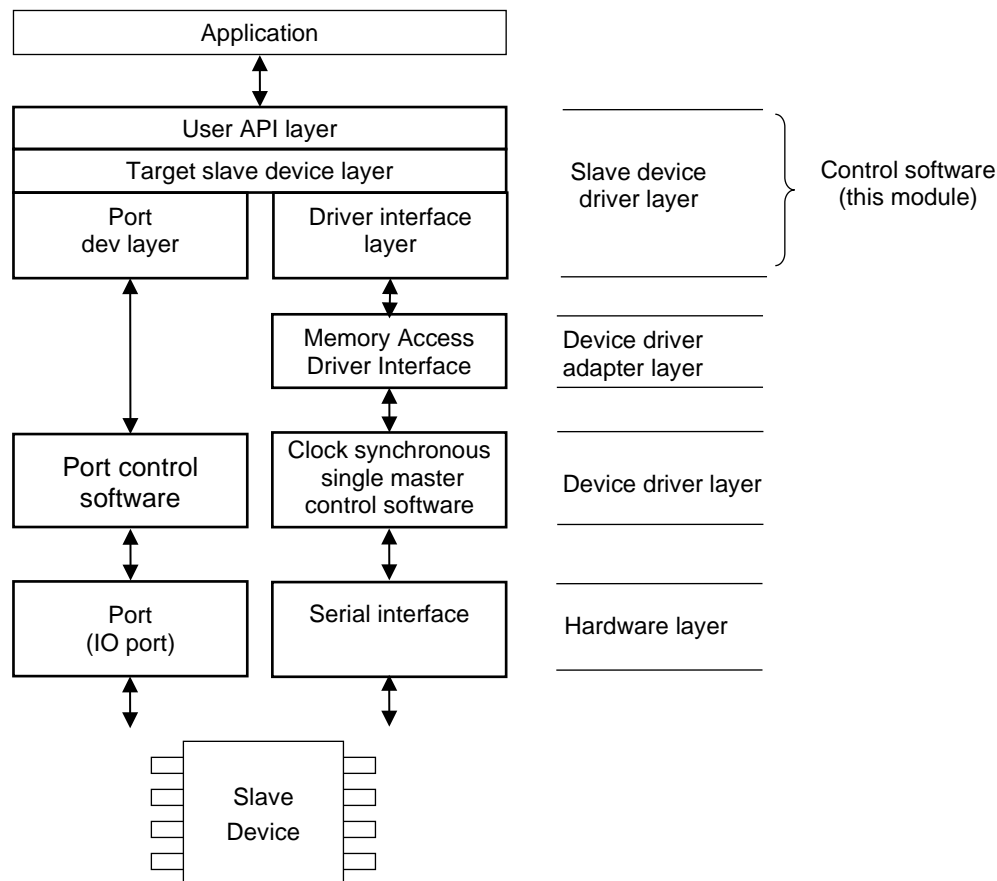 Application
User API layer
Target slave device layer
Port
dev layer
Driver interface
layer
Slave device
driver layer
Control software
(this module)
Memory Access
Driver Interface
Device driver
adapter layer
Port control
software
Clock synchronous
single master
control software
Device driver layer
Port
(IO port)
Serial interface
Hardware layer
Slave
Device